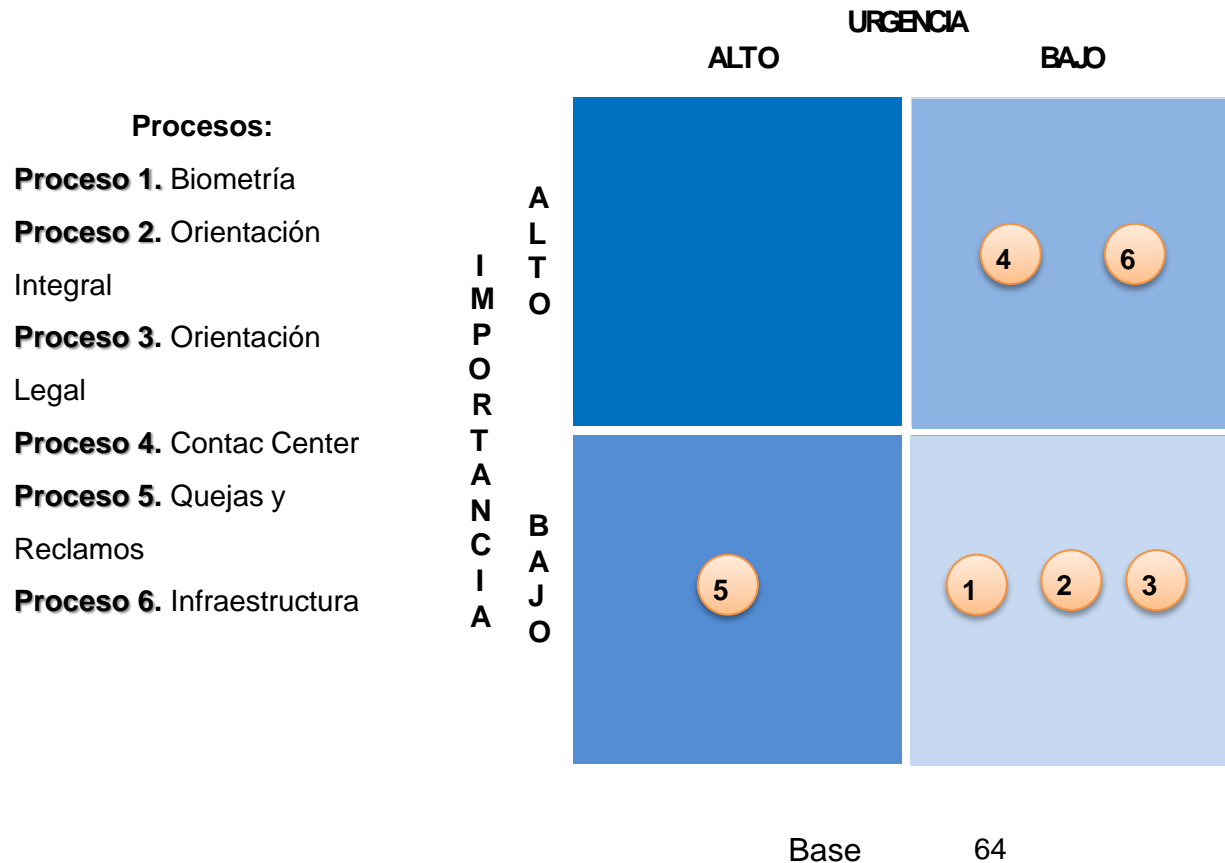 URGENCIA
ALTO BAJO
Procesos:
Proceso 1. Biometría
Proceso 2. Orientación
Integral
Proceso 3. Orientación
Legal
Proceso 4. Contac Center
Proceso 5. Quejas y
Reclamos
Proceso 6. Infraestructura
IMPORTANCIA
ALTO
BAJO
4 6
5 1 2 3
Base 64